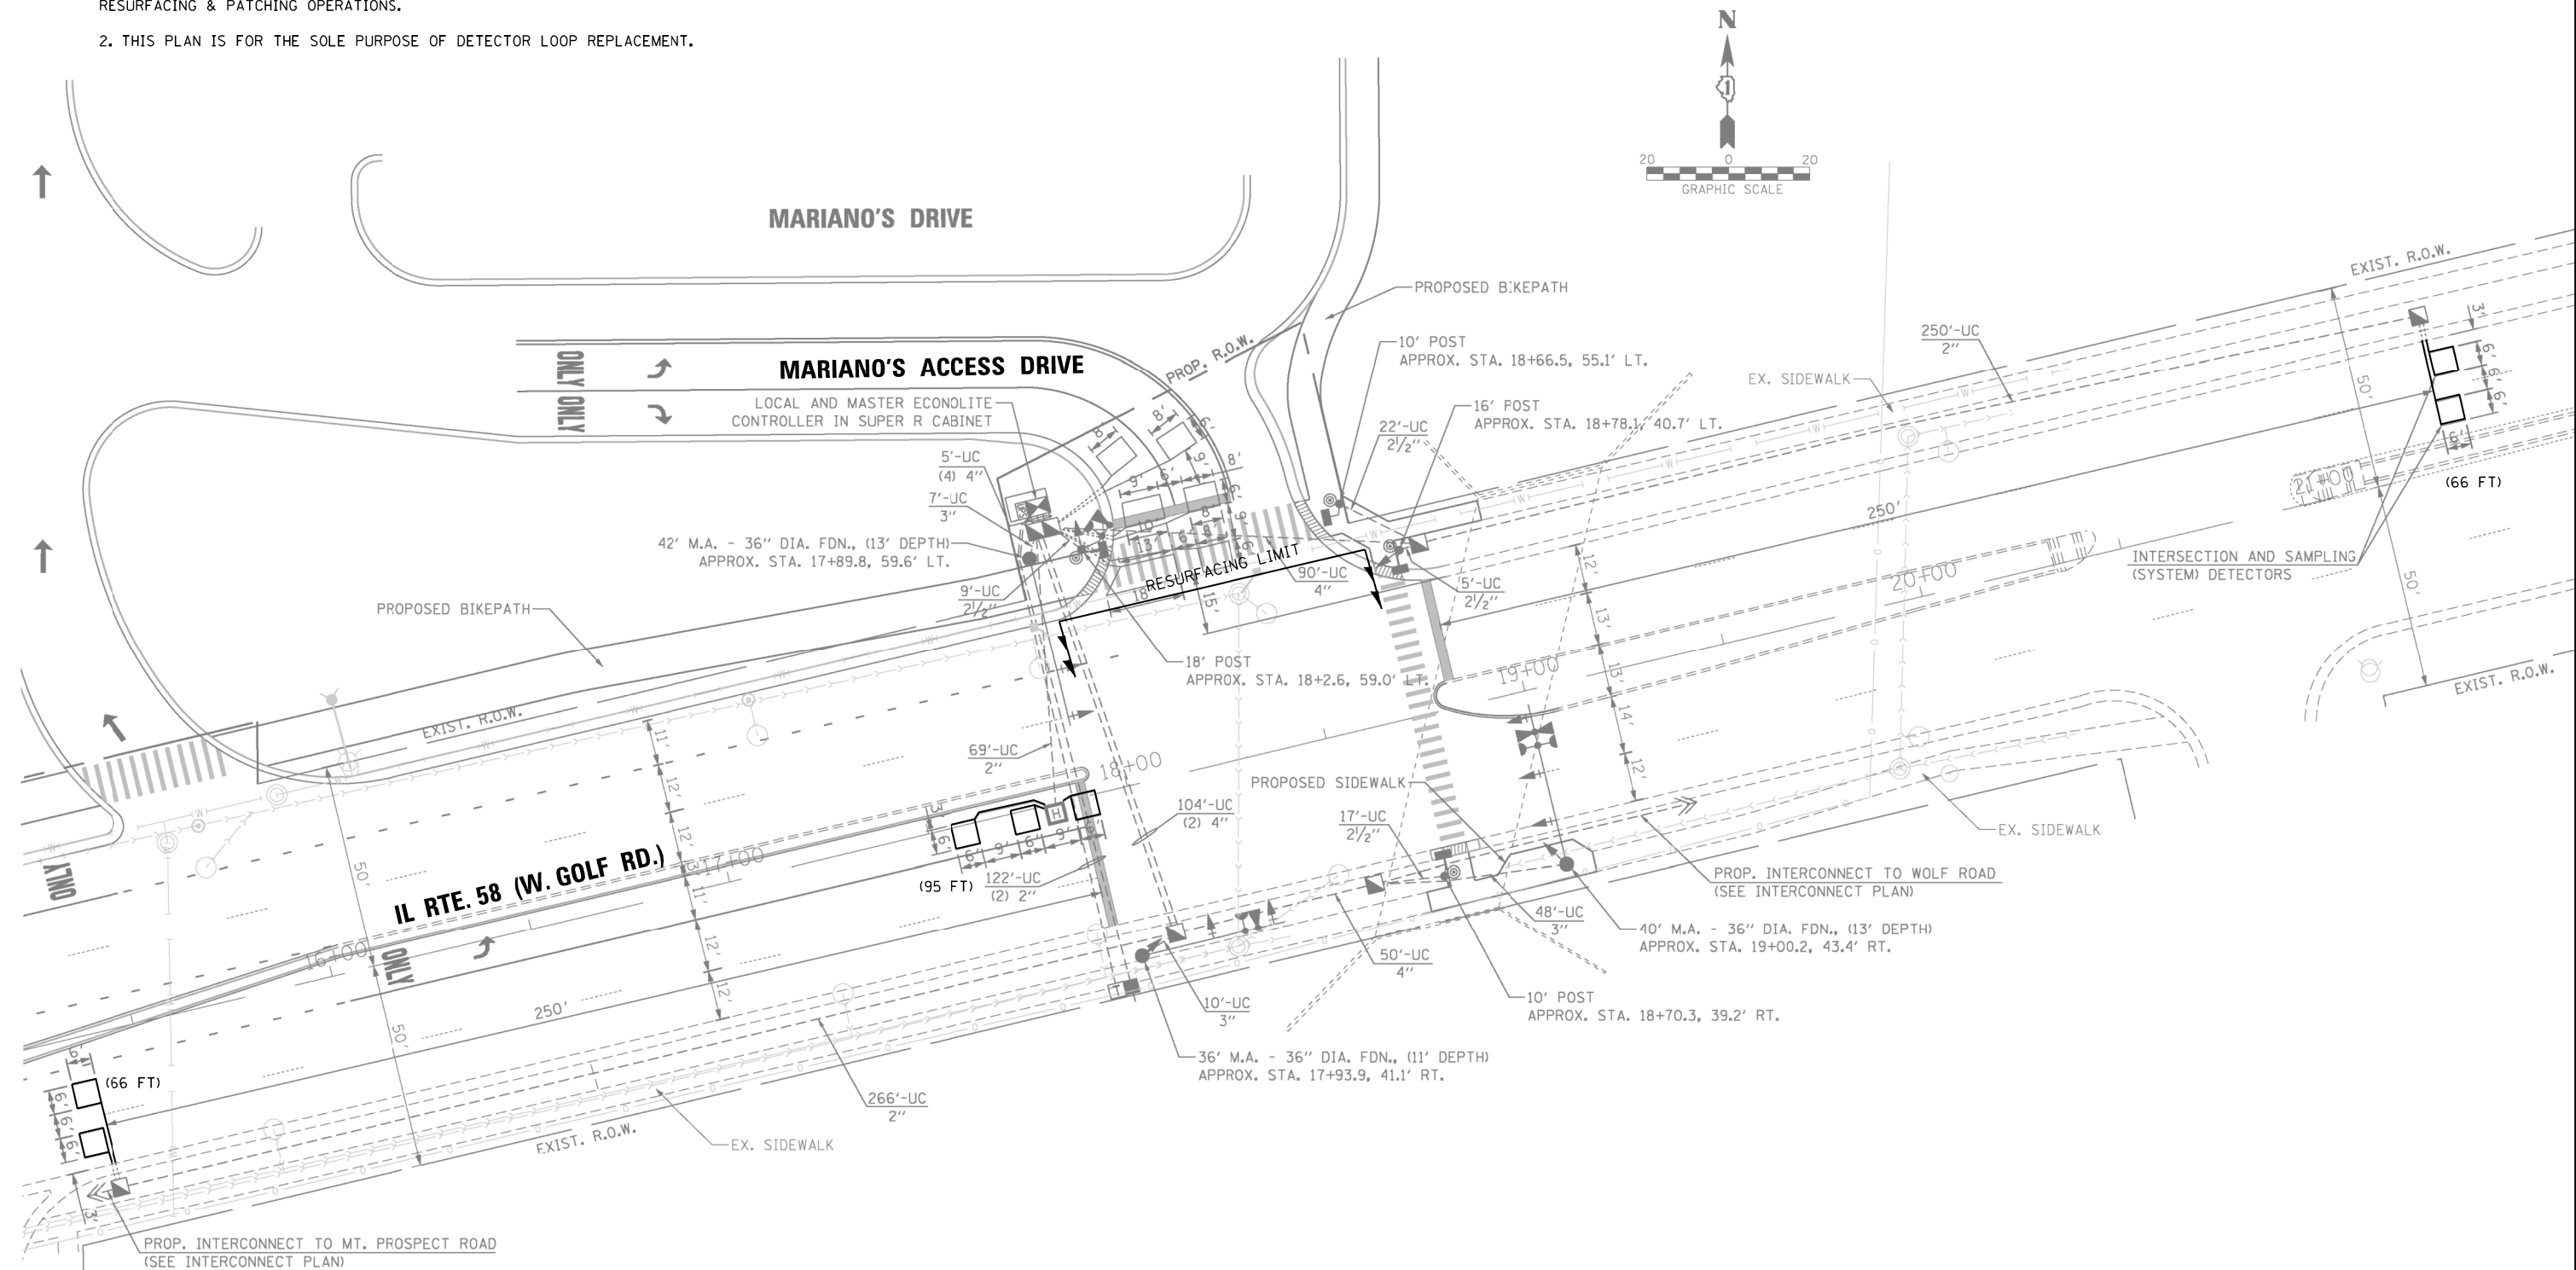 RESURFACING & PATCHING OPERATIONS.
2. THIS PLAN IS FOR THE SOLE PURPOSE OF DETECTOR LOOP REPLACEMENT.
N
20 0 20
GRAPHIC SCALE
MARIANO'S DRIVE
EXIST. R.O.W.
PROPOSED BIKEPATH
PROP. R.O.W.
10' POST
APPROX. STA. 18+66.5, 55.1' LT.
250'-UC
2"
ONLY
MARIANO'S ACCESS DRIVE
EX. SIDEWALK
ONLY
LOCAL AND MASTER ECONOLITE
CONTROLLER IN SUPER R CABINET
16' POST
APPROX. STA. 18+78.1, 40.7' LT.
22'-UC
2½"
5'-UC
(4) 4"
7'-UC
3"
(66 FT)
21+00
250'
42' M.A. - 36" DIA. FDN., (13' DEPTH)
APPROX. STA. 17+89.8, 59.6' LT.
RESURFACING LIMIT
INTERSECTION AND SAMPLING
(SYSTEM) DETECTORS
9'-UC
2½"
90'-UC
4"
5'-UC
2½"
20+00
PROPOSED BIKEPATH
50'
50'
18' POST
APPROX. STA. 18+2.6, 59.0' LT.
19+00
EXIST. R.O.W.
EXIST. R.O.W.
69'-UC
2"
18+00
PROPOSED SIDEWALK
104'-UC
(2) 4"
17'-UC
2½"
EX. SIDEWALK
H
ONLY
IL RTE. 58 (W. GOLF RD.)
17+00
(95 FT)
122'-UC
(2) 2"
PROP. INTERCONNECT TO WOLF ROAD
(SEE INTERCONNECT PLAN)
48'-UC
3"
40' M.A. - 36" DIA. FDN., (13' DEPTH)
APPROX. STA. 19+00.2, 43.4' RT.
16+00
ONLY
50'
50'
50'-UC
4"
10'-UC
3"
10' POST
APPROX. STA. 18+70.3, 39.2' RT.
250'
36' M.A. - 36" DIA. FDN., (11' DEPTH)
APPROX. STA. 17+93.9, 41.1' RT.
(66 FT)
266'-UC
2"
EXIST. R.O.W.
EX. SIDEWALK
PROP. INTERCONNECT TO MT. PROSPECT ROAD
(SEE INTERCONNECT PLAN)